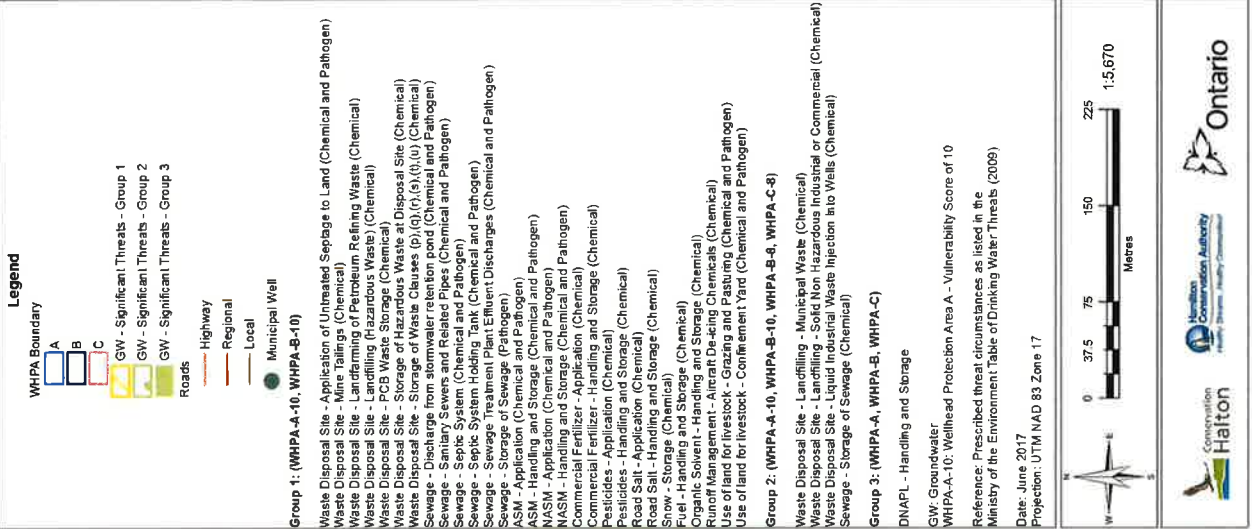 Legend
WHPA Boundary
A
B
C
GW - Significant Threats - Group 1
GW - Significant Threats - Group 2
GW - Significant Threats - Group 3
Roads
Highway
Regional
Local
Municipal Well
Group 1: (WHPA-A-10, WHPA-B-10)
Waste Disposal Site - Application of Untreated Septage to Land (Chemical and Pathogen)
Waste Disposal Site - Mine Tailings (Chemical)
Waste Disposal Site - Landfarming of Petroleum Refining Waste (Chemical)
Waste Disposal Site - Landfilling (Hazardous Waste) (Chemical)
Waste Disposal Site - PCB Waste Storage (Chemical)
Waste Disposal Site - Storage of Hazardous Waste at Disposal Site (Chemical)
Waste Disposal Site - Storage of Waste Clauses (p),(q),(r),(s),(t),(u) (Chemical)
Sewage - Discharge from stormwater retention pond (Chemical and Pathogen)
Sewage - Sanitary Sewers and Related Pipes (Chemical and Pathogen)
Sewage - Septic System (Chemical and Pathogen)
Sewage - Septic System Holding Tank (Chemical and Pathogen)
Sewage - Sewage Treatment Plant Effluent Discharges (Chemical and Pathogen)
Sewage - Storage of Sewage (Pathogen)
ASM - Application (Chemical and Pathogen)
ASM - Handling and Storage (Chemical and Pathogen)
NASM - Application (Chemical and Pathogen)
NASM - Handling and Storage (Chemical and Pathogen)
Commercial Fertilizer - Application (Chemical)
Commercial Fertilizer - Handling and Storage (Chemical)
Pesticides - Application (Chemical)
Pesticides - Handling and Storage (Chemical)
Road Salt - Application (Chemical)
Road Salt - Handling and Storage (Chemical)
Snow - Storage (Chemical)
Fuel - Handling and Storage (Chemical)
Organic Solvent - Handling and Storage (Chemical)
Runoff Management - Aircraft De-icing Chemicals (Chemical)
Use of land for livestock - Grazing and Pasturing (Chemical and Pathogen)
Use of land for livestock - Confinement Yard (Chemical and Pathogen)
Group 2: (WHPA-A-10, WHPA-B-10, WHPA-B-8, WHPA-C-8)
Waste Disposal Site - Landfilling - Municipal Waste (Chemical)
Waste Disposal Site - Landfilling - Solid Non Hazardous Industrial or Commercial (Chemical)
Waste Disposal Site - Liquid Industrial Waste Injection Into Wells (Chemical)
Sewage - Storage of Sewage (Chemical)
Group 3: (WHPA-A, WHPA-B, WHPA-C)
DNAPL - Handling and Storage
GW: Groundwater
WHPA-A-10: Wellhead Protection Area A - Vulnerability Score of 10
Reference: Prescribed threat circumstances as listed in the
Ministry of the Environment Table of Drinking Water Threats (2009)
Date: June 2017
Projection: UTM NAD 83 Zone 17
N
W
E
S
0 37.5 75 150 225
Metres
1:5,670
Conservation
Halton
Hamilton
Conservation Authority
Healthy Streams...Healthy Communities!
Ontario